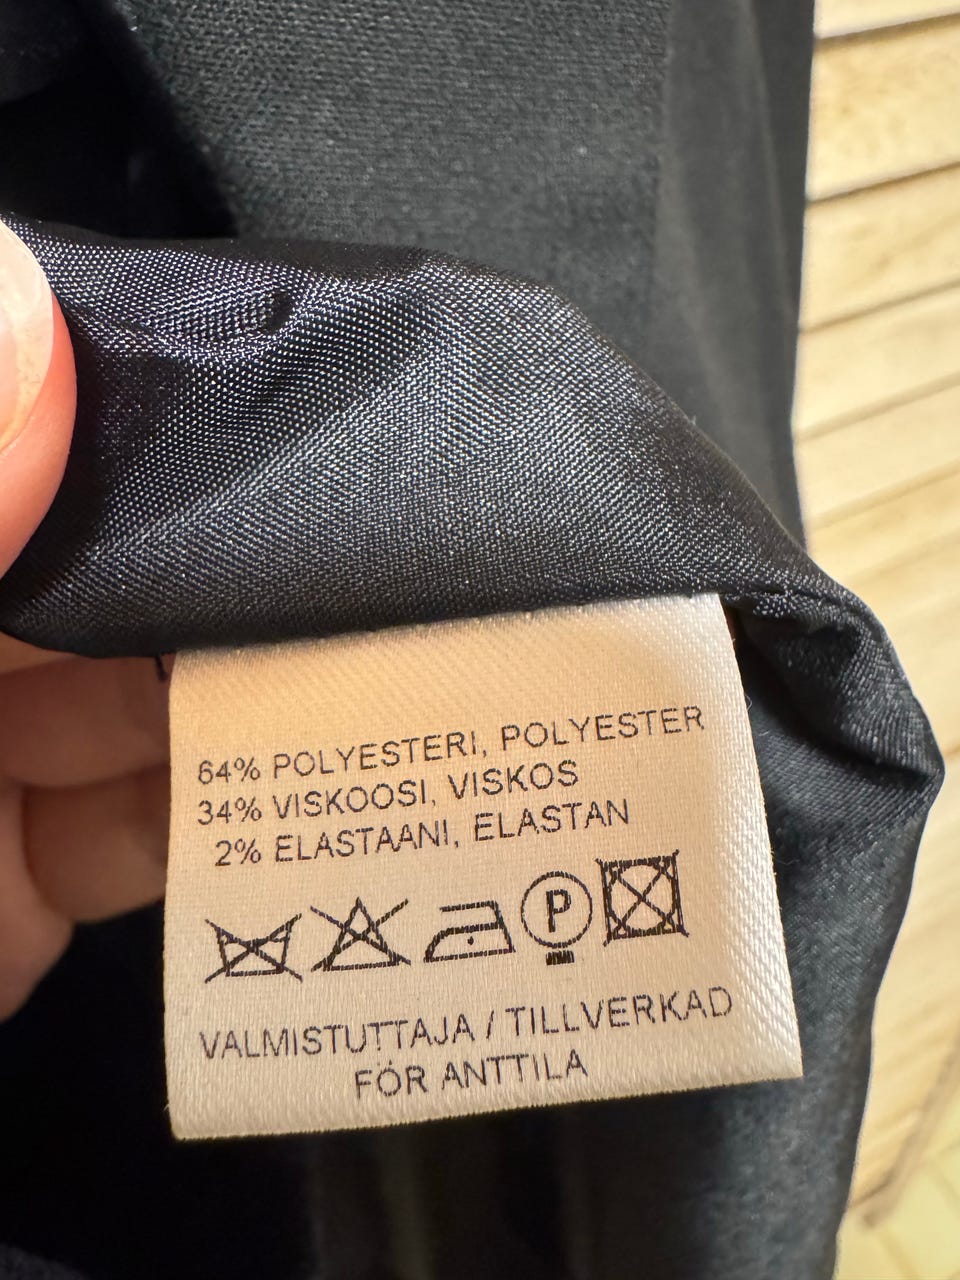 64% POLYESTERI, POLYESTER
34% VISKOOSI, VISKOS
2% ELASTAANI, ELASTAN
P
VALMISTUTTAJA / TILLVERKAD
FÖR ANTTILA